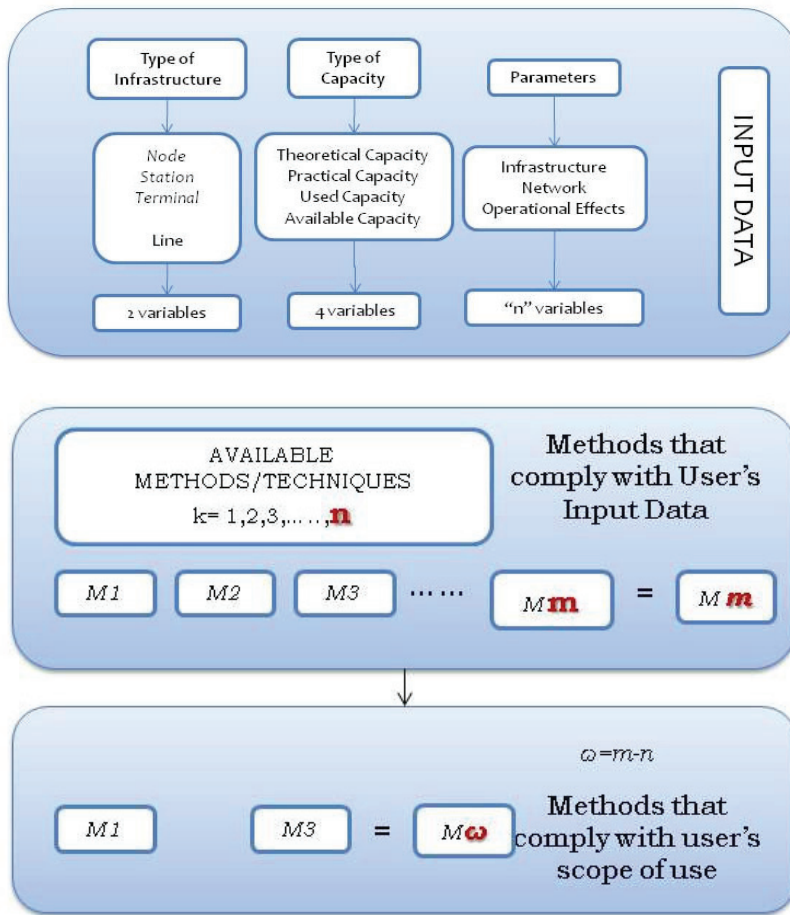 Type of
Infrastructure
Type of
Capacity
Parameters
Node
Station
Terminal
Line
Theoretical Capacity
Practical Capacity
Used Capacity
Available Capacity
Infrastructure
Network
Operational Effects
2 variables
4 variables
“n” variables
INPUT DATA
AVAILABLE
METHODS/TECHNIQUES
k= 1,2,3,.....,n
Methods that
comply with User’s
Input Data
M1 M2 M3 ...... Mm = M m
ω=m-n
M1 M3 = Mω
Methods that
comply with user’s
scope of use